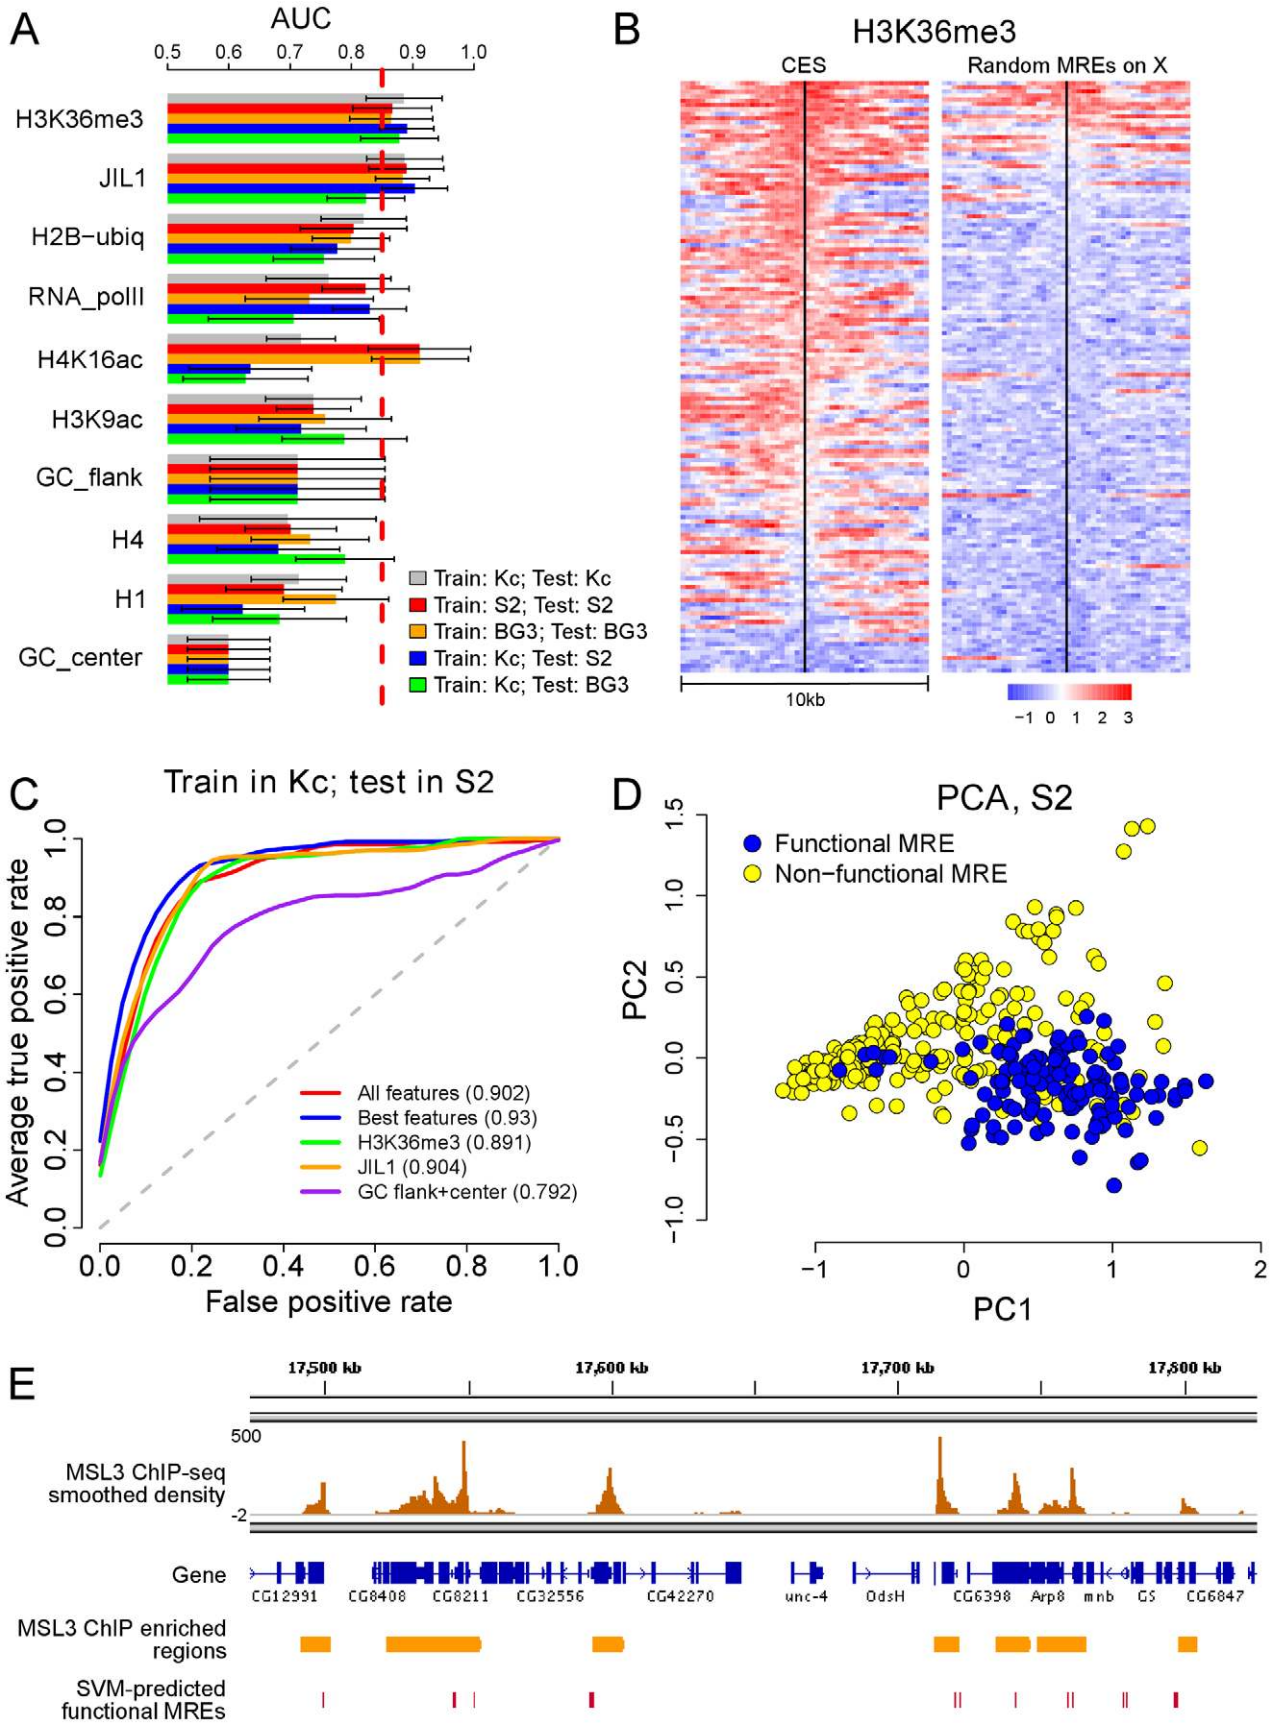 A
AUC
0.5 0.6 0.7 0.8 0.9 1.0
H3K36me3
JIL1
H2B−ubiq
RNA_polII
H4K16ac
H3K9ac
GC_flank
H4
H1
GC_center
Train: Kc; Test: Kc
Train: S2; Test: S2
Train: BG3; Test: BG3
Train: Kc; Test: S2
Train: Kc; Test: BG3
B
H3K36me3
CES
Random MREs on X
10kb
−1 0 1 2 3
C
Train in Kc; test in S2
Average true positive rate
1.0
0.8
0.6
0.4
0.2
0.0
All features (0.902)
Best features (0.93)
H3K36me3 (0.891)
JIL1 (0.904)
GC flank+center (0.792)
0.0 0.2 0.4 0.6 0.8 1.0
False positive rate
D
PCA, S2
Functional MRE
Non−functional MRE
PC2
1.5
1.0
0.5
0.0
−0.5
−1.0
−1 0 1 2
PC1
E
17,500 kb 17,600 kb 17,700 kb 17,800 kb
500
MSL3 ChIP-seq
smoothed density
-2
Gene
CG12991 CG8408 CG8211 CG32556 CG42270 unc-4 OdsH CG6398 Arp8 mnb GS CG6847
MSL3 ChIP enriched
regions
SVM-predicted
functional MREs